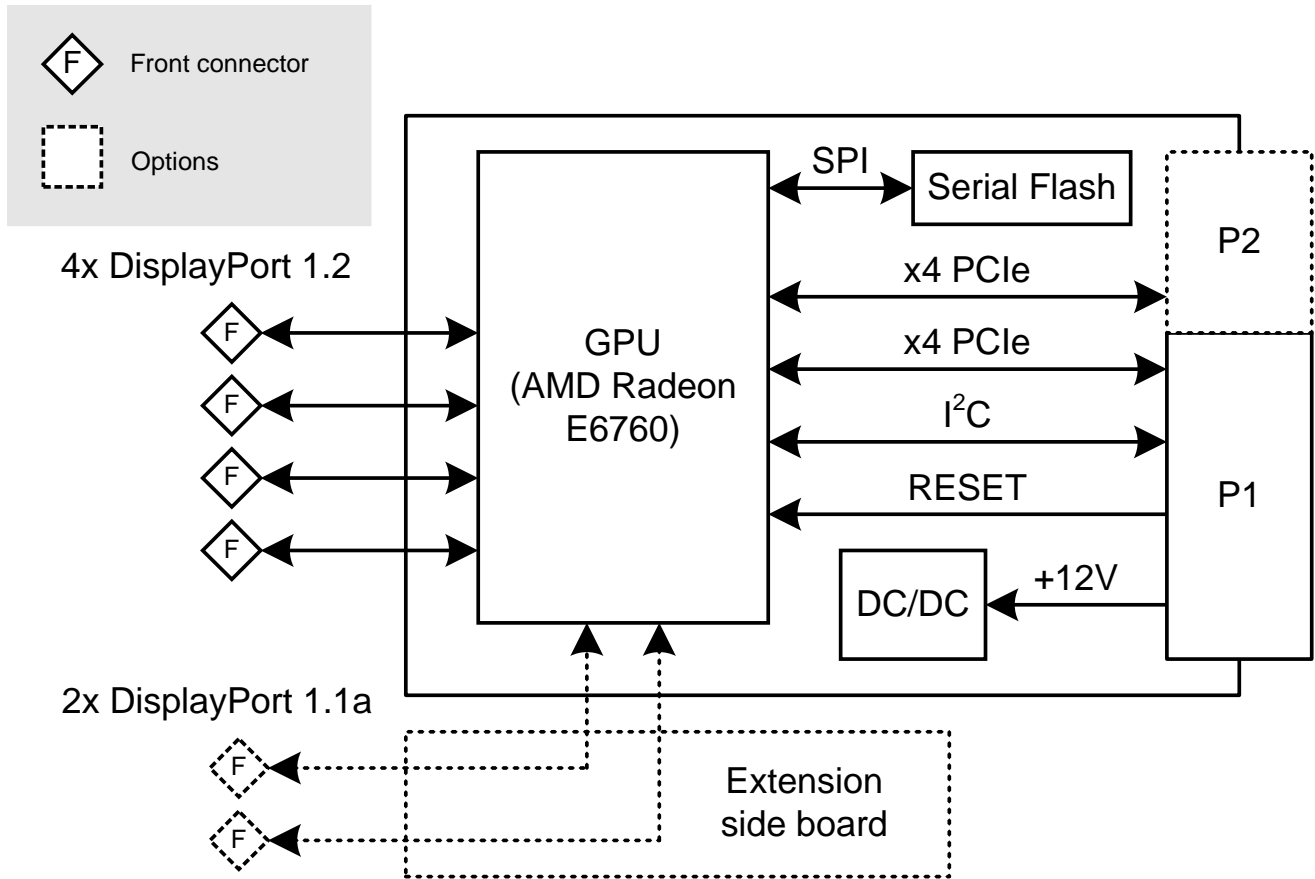 F
Front connector
Options
4x DisplayPort 1.2
F
F
F
F
GPU
(AMD Radeon
E6760)
SPI
Serial Flash
x4 PCIe
x4 PCIe
I²C
RESET
+12V
DC/DC
P2
P1
2x DisplayPort 1.1a
F
F
Extension
side board